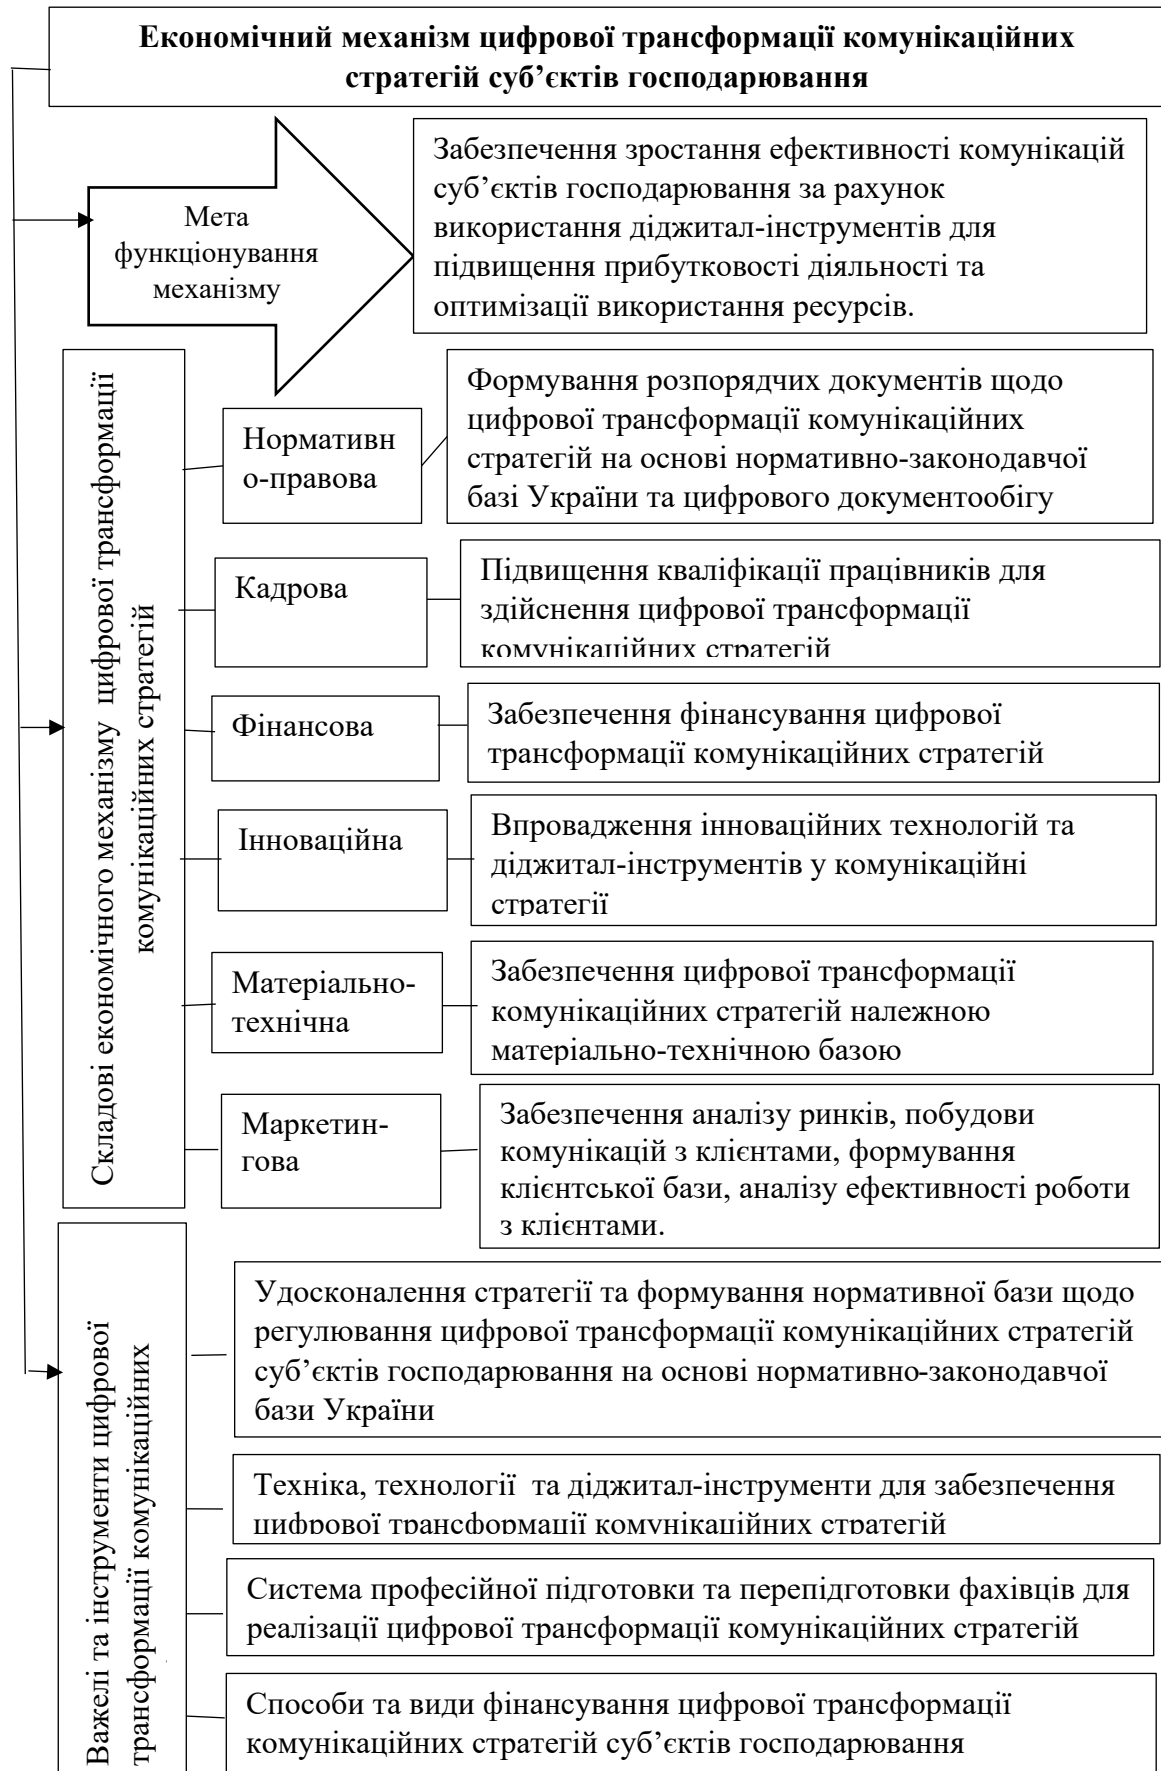 Економічний механізм цифрової трансформації комунікаційних
стратегій суб’єктів господарювання
Мета
функціонування
механізму
Забезпечення зростання ефективності комунікацій
суб’єктів господарювання за рахунок
використання діджитал-інструментів для
підвищення прибутковості діяльності та
оптимізації використання ресурсів.
Складові економічного механізму цифрової трансформації
комунікаційних стратегій
Нормативн
о-правова
Формування розпорядчих документів щодо
цифрової трансформації комунікаційних
стратегій на основі нормативно-законодавчої
базі України та цифрового документообігу
Кадрова
Підвищення кваліфікації працівників для
здійснення цифрової трансформації
комунікаційних стратегій
Фінансова
Забезпечення фінансування цифрової
трансформації комунікаційних стратегій
Інноваційна
Впровадження інноваційних технологій та
діджитал-інструментів у комунікаційні
стратегії
Матеріально-
технічна
Забезпечення цифрової трансформації
комунікаційних стратегій належною
матеріально-технічною базою
Маркетин-
гова
Забезпечення аналізу ринків, побудови
комунікацій з клієнтами, формування
клієнтської бази, аналізу ефективності роботи
з клієнтами.
Важелі та інструменти цифрової
трансформації комунікаційних
Удосконалення стратегії та формування нормативної бази щодо
регулювання цифрової трансформації комунікаційних стратегій
суб’єктів господарювання на основі нормативно-законодавчої
бази України
Техніка, технології та діджитал-інструменти для забезпечення
цифрової трансформації комунікаційних стратегій
Система професійної підготовки та перепідготовки фахівців для
реалізації цифрової трансформації комунікаційних стратегій
Способи та види фінансування цифрової трансформації
комунікаційних стратегій суб’єктів господарювання